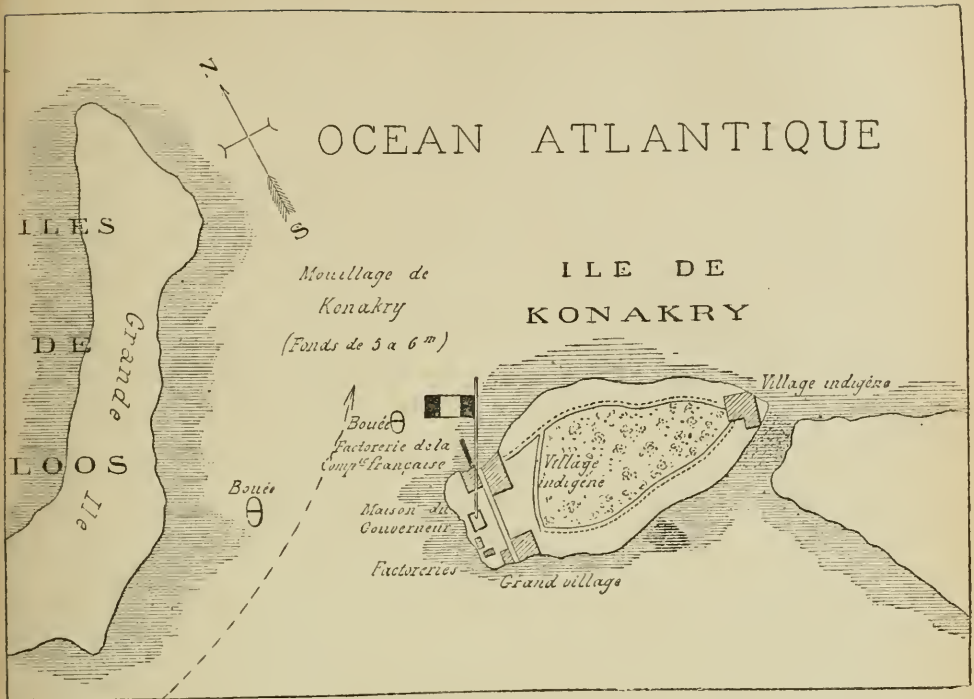 N.
S
OCEAN ATLANTIQUE
ILES
DE
LOOS
Grande Ile
Mouillage de
Konakry
(Fonds de 5 a 6 m)
ILE DE
KONAKRY
Village indigène
Bouée
Factorerie de la
Compie française
Village
indigène
Bouée
Maison du
Gouverneur
Factoreries
Grand village